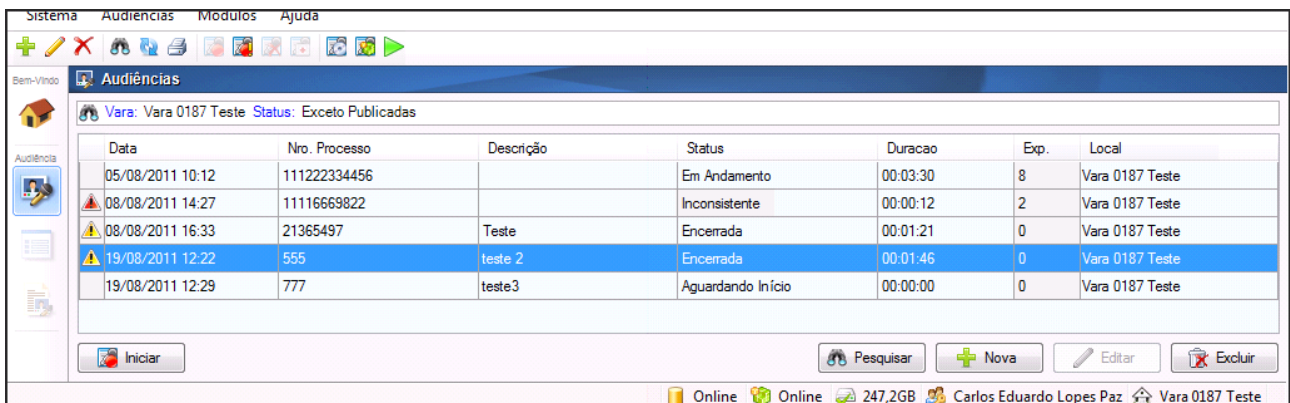 Sistema Audiências Módulos Ajuda
Bem-Vindo
Audiências
Vara: Vara 0187 Teste Status: Exceto Publicadas
Audiência
Data Nro. Processo Descrição Status Duracao Exp. Local
05/08/2011 10:12 111222334456 Em Andamento 00:03:30 8 Vara 0187 Teste
08/08/2011 14:27 11116669822 Inconsistente 00:00:12 2 Vara 0187 Teste
08/08/2011 16:33 21365497 Teste Encerrada 00:01:21 0 Vara 0187 Teste
19/08/2011 12:22 555 teste 2 Encerrada 00:01:46 0 Vara 0187 Teste
19/08/2011 12:29 777 teste3 Aguardando Início 00:00:00 0 Vara 0187 Teste
Iniciar Pesquisar Nova Editar Excluir
Online Online 247,2GB Carlos Eduardo Lopes Paz Vara 0187 Teste